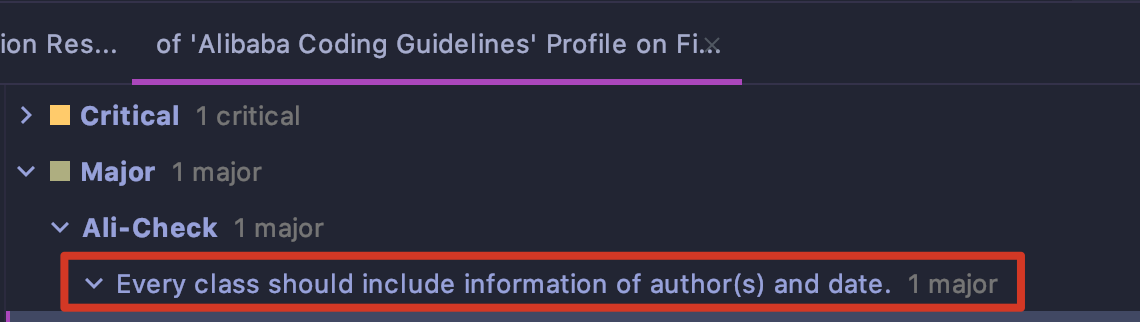 ion Res... of 'Alibaba Coding Guidelines' Profile on Fi...
Critical 1 critical
Major 1 major
Ali-Check 1 major
Every class should include information of author(s) and date. 1 major